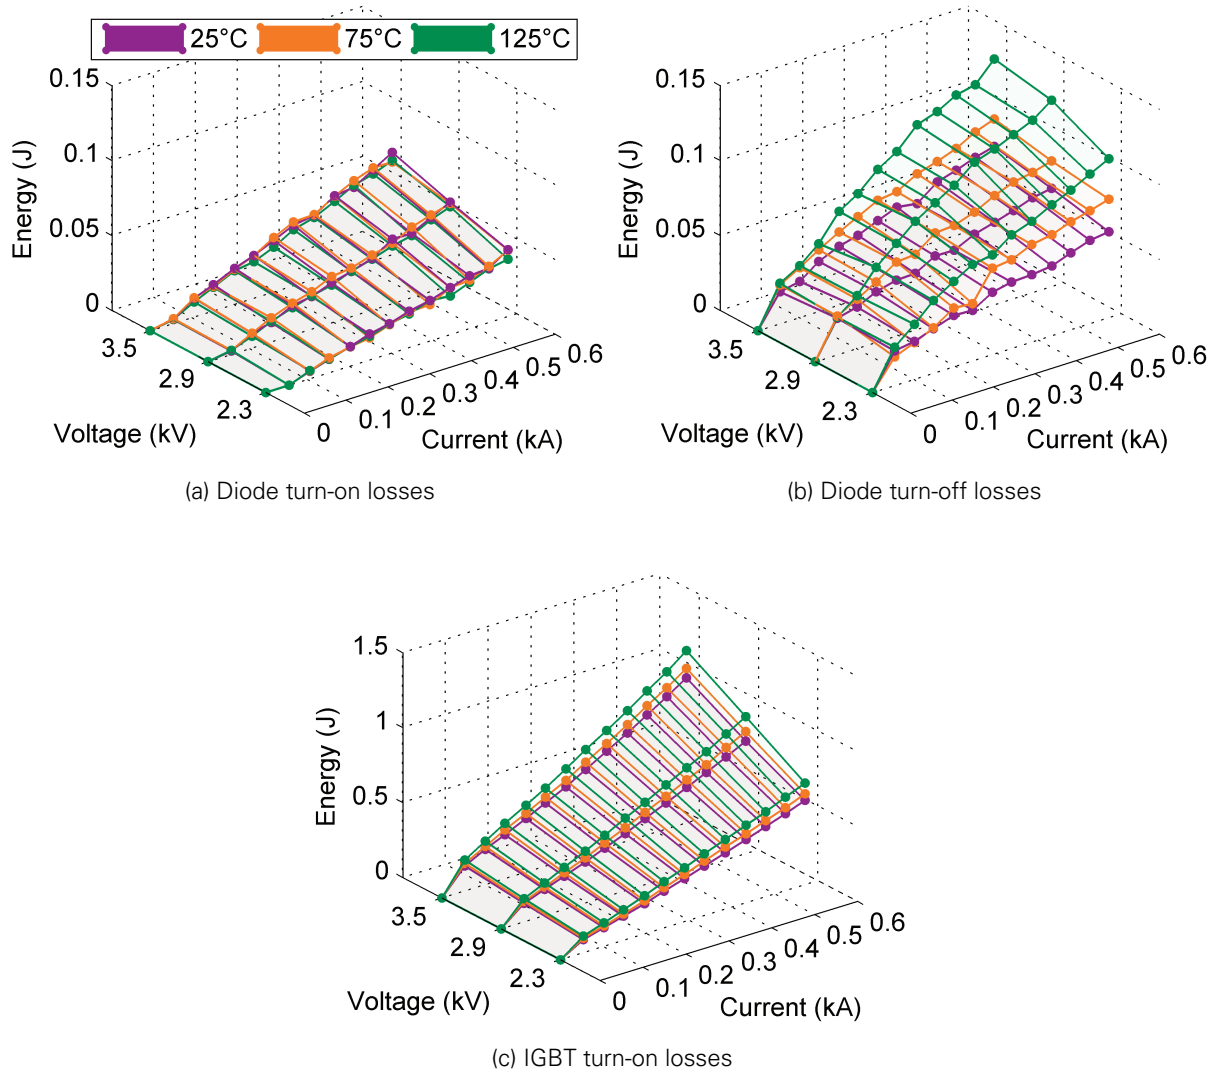 25°C 75°C 125°C
0.15
0.1
0.05
0
Energy (J)
3.5
2.9
2.3
Voltage (kV)
0 0.1 0.2 0.3 0.4 0.5 0.6
Current (kA)
(a) Diode turn-on losses
0.15
0.1
0.05
0
Energy (J)
3.5
2.9
2.3
Voltage (kV)
0 0.1 0.2 0.3 0.4 0.5 0.6
Current (kA)
(b) Diode turn-off losses
1.5
1
0.5
0
Energy (J)
3.5
2.9
2.3
Voltage (kV)
0 0.1 0.2 0.3 0.4 0.5 0.6
Current (kA)
(c) IGBT turn-on losses